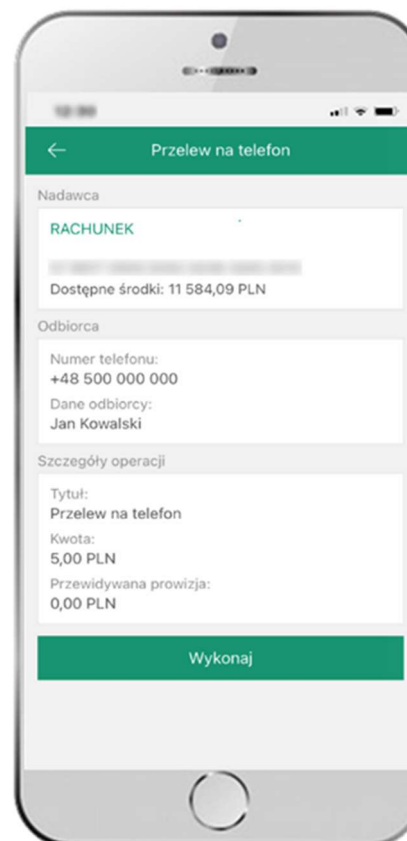 Przelew na telefon
Nadawca
RACHUNEK
Dostępne środki: 11 584,09 PLN
Odbiorca
Numer telefonu:
+48 500 000 000
Dane odbiorcy:
Jan Kowalski
Szczegóły operacji
Tytuł:
Przelew na telefon
Kwota:
5,00 PLN
Przewidywana prowizja:
0,00 PLN
Wykonaj